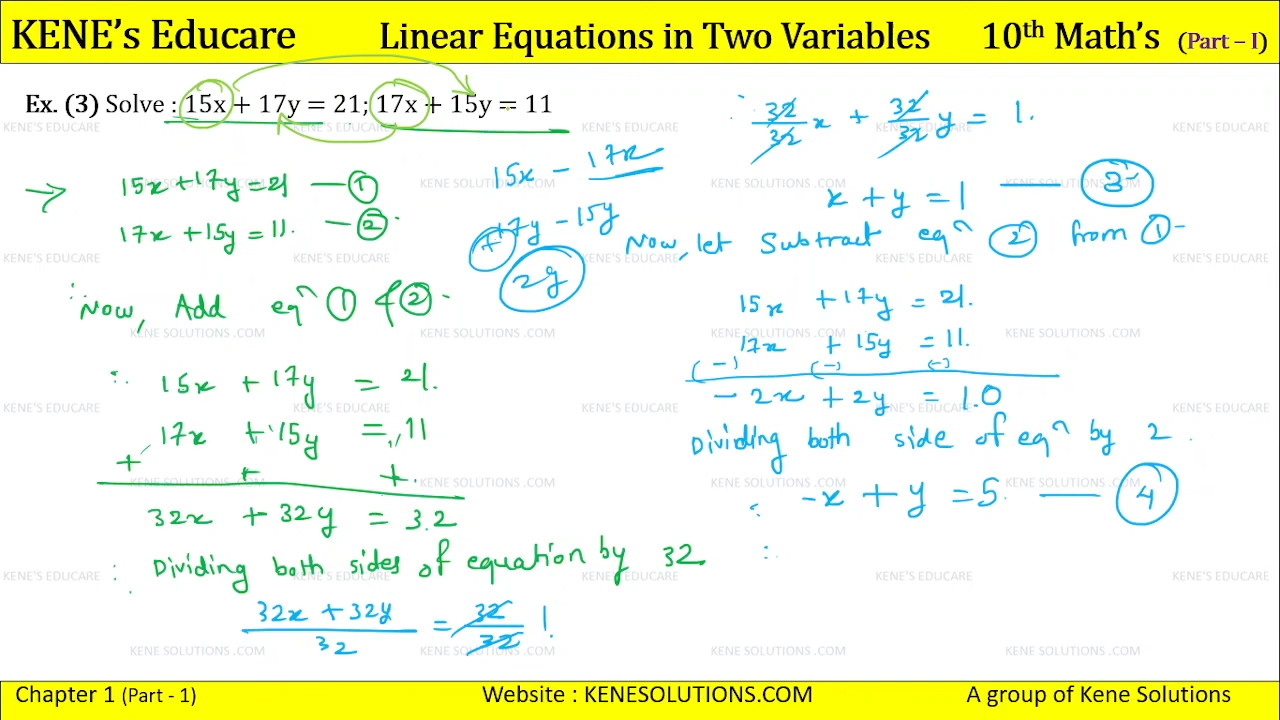 KENE's Educare Linear Equations in Two Variables 10th Math's (Part – I)
Ex. (3) Solve : 15x + 17y = 21; 17x + 15y = 11
→ 15x + 17y = 21 — ①
17x + 15y = 11. — ②.
15x - 17x
+17y - 15y
+
2y
∴ Now, Add eqn ① & ②.
∴ 15x + 17y = 21.
17x + 15y = 11
+ + +.
32x + 32y = 32
∴ Dividing both sides of equation by 32
32x + 32y / 32 = 32 / 32 1
∴ 32/32 x + 32/32 y = 1.
x + y = 1 — ③
Now, let Subtract eqn ② from ① -
15x + 17y = 21.
17x + 15y = 11.
(-) (-) (-)
- 2x + 2y = 10
Dividing both side of eqn by 2.
∴ -x + y = 5. — ④
∴
KENE'S EDUCARE
KENE SOLUTIONS .COM
Chapter 1 (Part - 1) Website : KENESOLUTIONS.COM A group of Kene Solutions